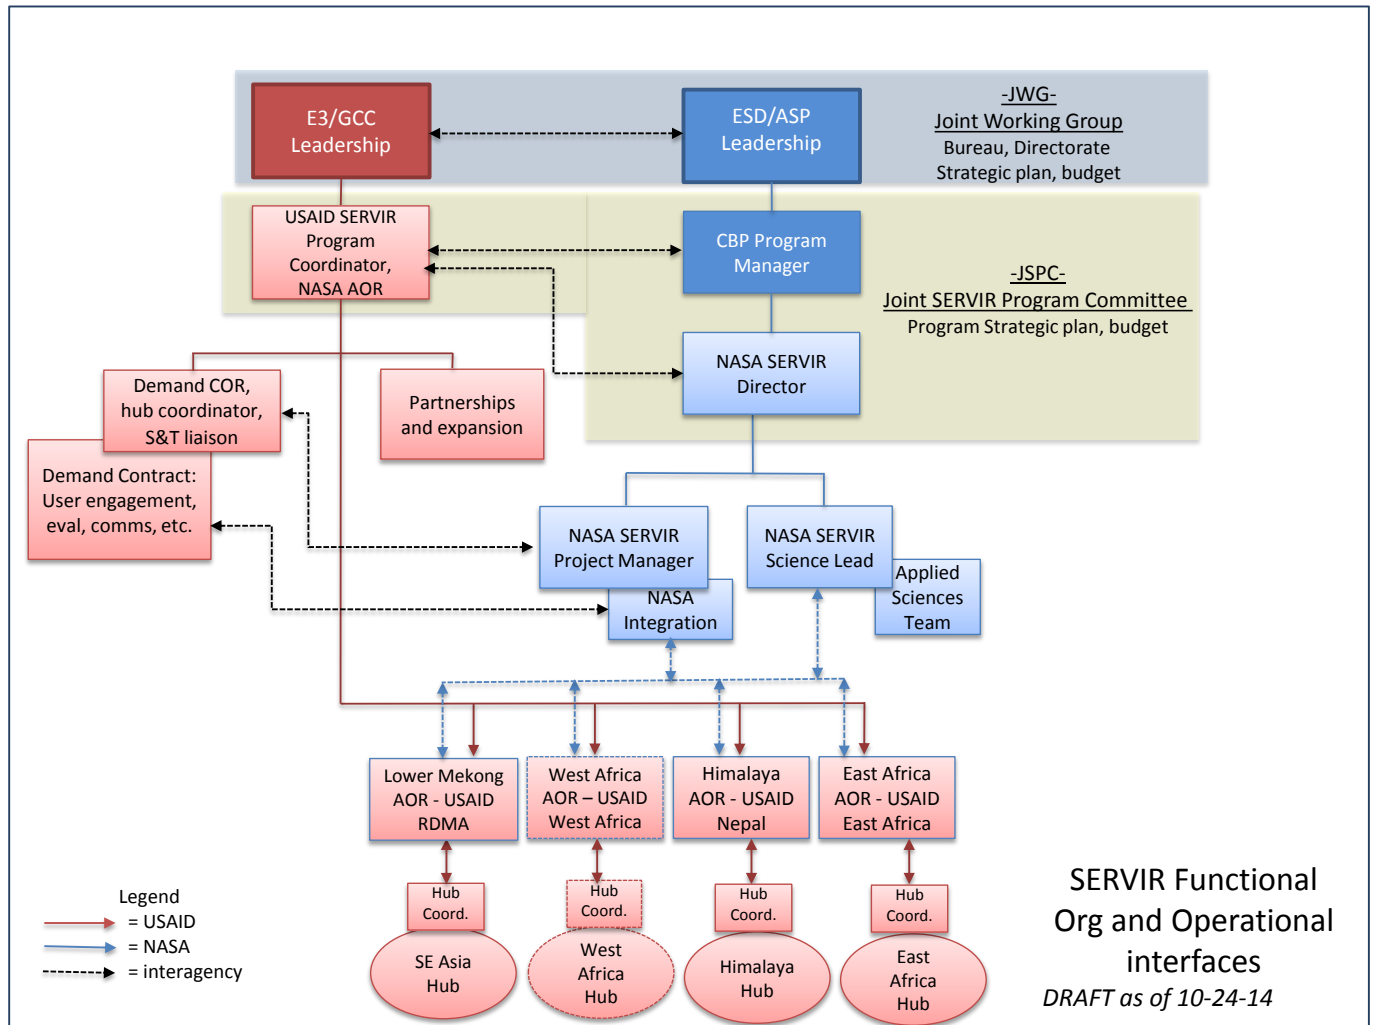 E3/GCC
Leadership
ESD/ASP
Leadership
-JWG-
Joint Working Group
Bureau, Directorate
Strategic plan, budget
USAID SERVIR
Program
Coordinator,
NASA AOR
CBP Program
Manager
-JSPC-
Joint SERVIR Program Committee
Program Strategic plan, budget
NASA SERVIR
Director
Demand COR,
hub coordinator,
S&T liaison
Partnerships
and expansion
Demand Contract:
User engagement,
eval, comms, etc.
NASA SERVIR
Project Manager
NASA SERVIR
Science Lead
NASA
Integration
Applied
Sciences
Team
Lower Mekong
AOR - USAID
RDMA
West Africa
AOR – USAID
West Africa
Himalaya
AOR - USAID
Nepal
East Africa
AOR - USAID
East Africa
Hub
Coord.
Hub
Coord.
Hub
Coord.
Hub
Coord.
SE Asia
Hub
West
Africa
Hub
Himalaya
Hub
East
Africa
Hub
Legend
= USAID
= NASA
= interagency
SERVIR Functional
Org and Operational
interfaces
DRAFT as of 10-24-14